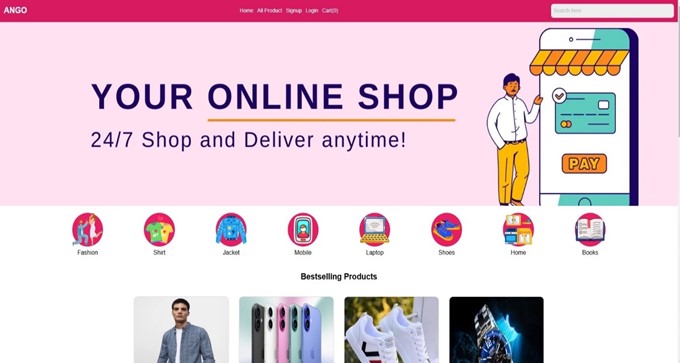 ANGO
Home All Product Signup Login Cart(0)
Search here
YOUR ONLINE SHOP
24/7 Shop and Deliver anytime!
PAY
Fashion Shirt Jacket Mobile Laptop Shoes Home Books
Bestselling Products